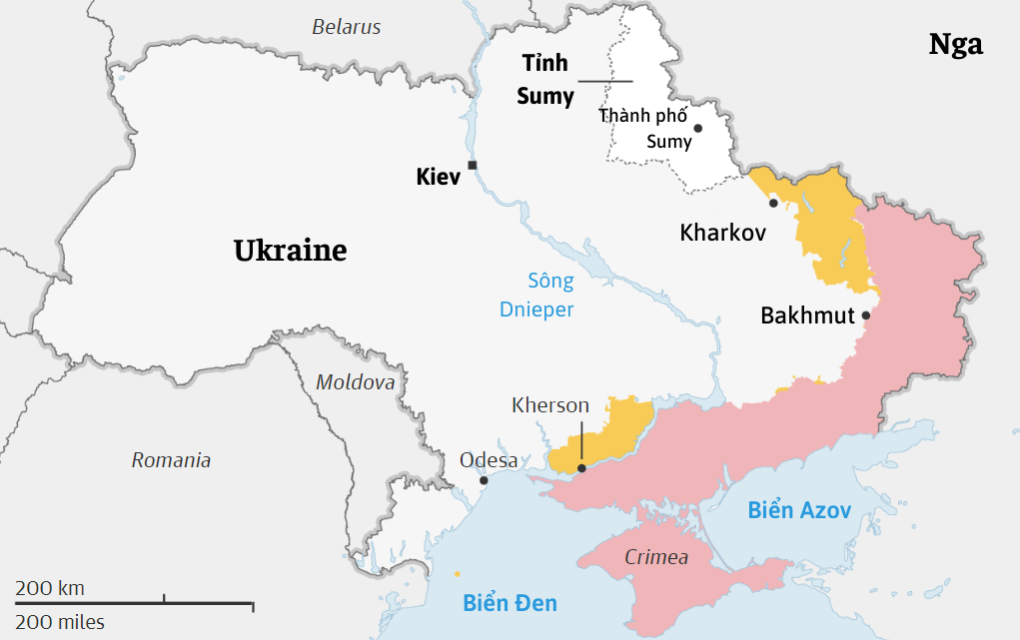 Belarus
Nga
Tỉnh
Sumy
Thành phố
Sumy
Kiev
Kharkov
Ukraine
Sông
Dnieper
Bakhmut
Moldova
Kherson
Romania
Odesa
Biển Azov
Crimea
200 km
Biển Đen
200 miles